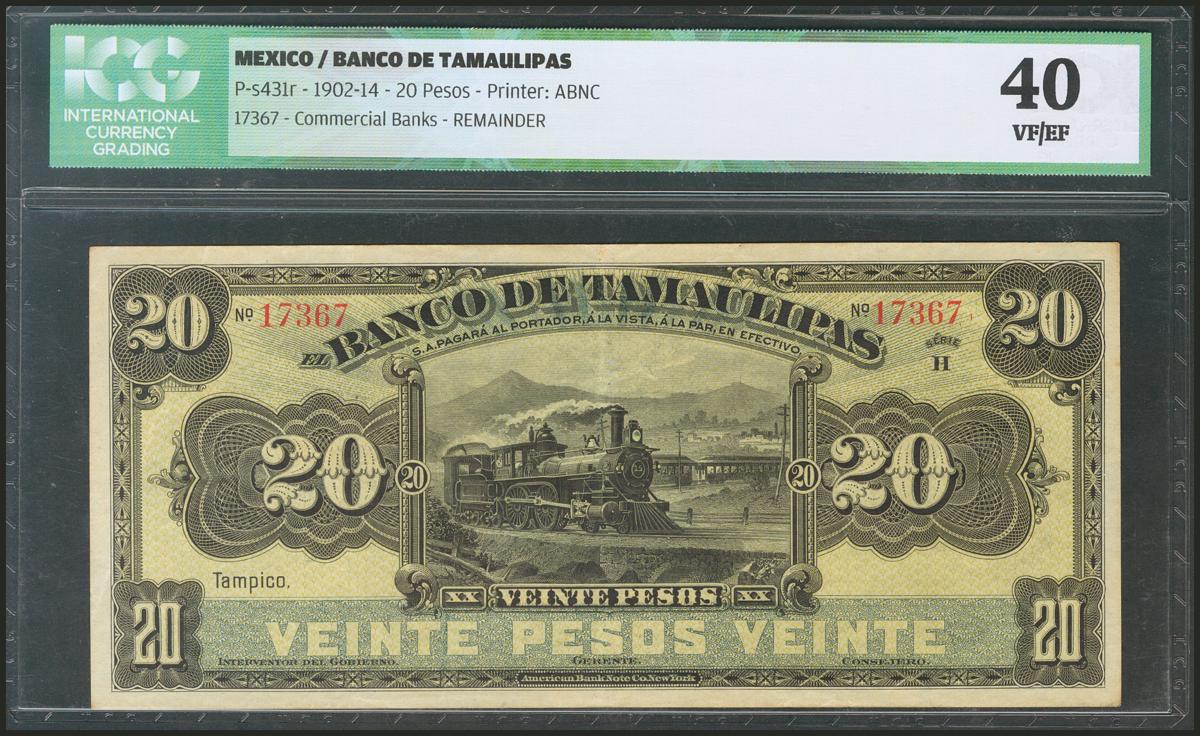 ICG
INTERNATIONAL
CURRENCY
GRADING
MEXICO / BANCO DE TAMAULIPAS
P-s431r - 1902-14 - 20 Pesos - Printer: ABNC
17367 - Commercial Banks - REMAINDER
40
VF/EF
20
20
Nº 17367
Nº 17367
EL BANCO DE TAMAULIPAS
S.A. PAGARÁ AL PORTADOR, Á LA VISTA, Á LA PAR, EN EFECTIVO.
SÉRIE
H
20
20
20
20
Tampico,
XX VEINTE PESOS XX
20
20
VEINTE PESOS VEINTE
INTERVENTOR DEL GOBIERNO.
GERENTE.
CONSEJERO.
American Bank Note Co. New York